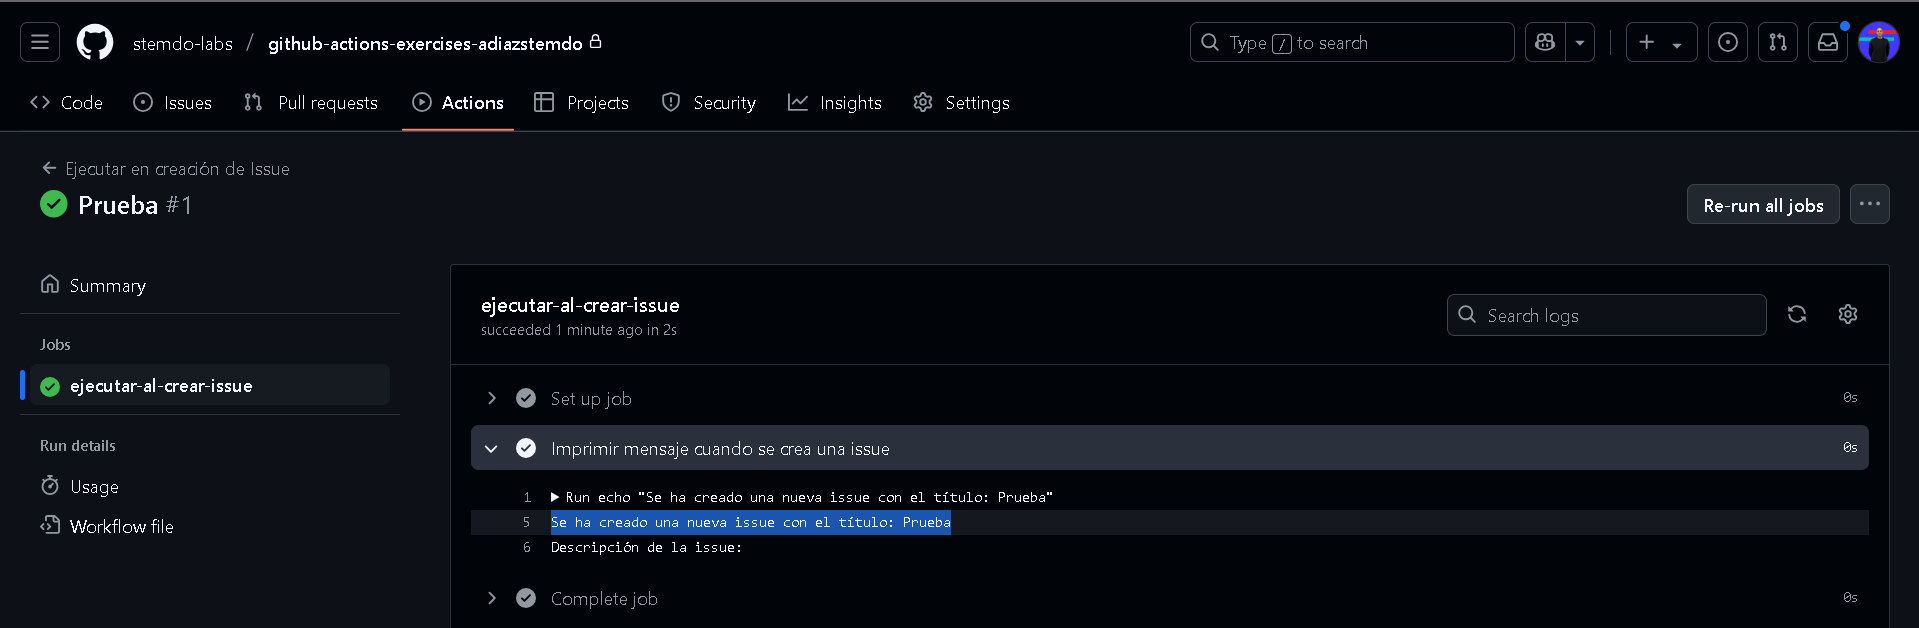 stemdo-labs / github-actions-exercises-adiazstemdo
Type / to search
Code Issues Pull requests Actions Projects Security Insights Settings
Ejecutar en creación de Issue
Prueba #1
Re-run all jobs
Summary
Jobs
ejecutar-al-crear-issue
Run details
Usage
Workflow file
ejecutar-al-crear-issue
succeeded 1 minute ago in 2s
Search logs
Set up job 0s
Imprimir mensaje cuando se crea una issue 0s
1 Run echo "Se ha creado una nueva issue con el título: Prueba"
5 Se ha creado una nueva issue con el título: Prueba
6 Descripción de la issue:
Complete job 0s